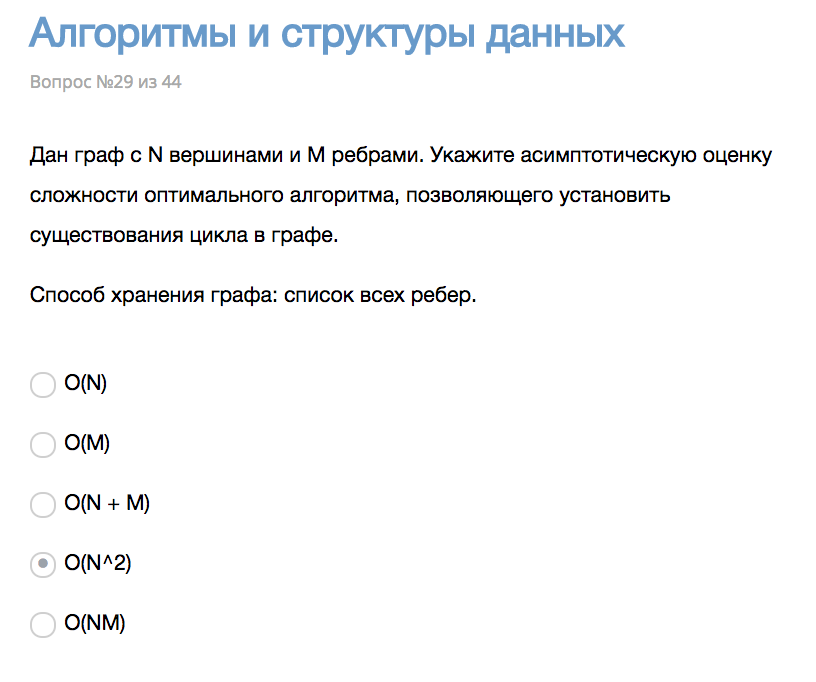 Алгоритмы и структуры данных
Вопрос №29 из 44
Дан граф с N вершинами и M ребрами. Укажите асимптотическую оценку
сложности оптимального алгоритма, позволяющего установить
существования цикла в графе.
Способ хранения графа: список всех ребер.
O(N)
O(M)
O(N + M)
O(N^2)
O(NM)